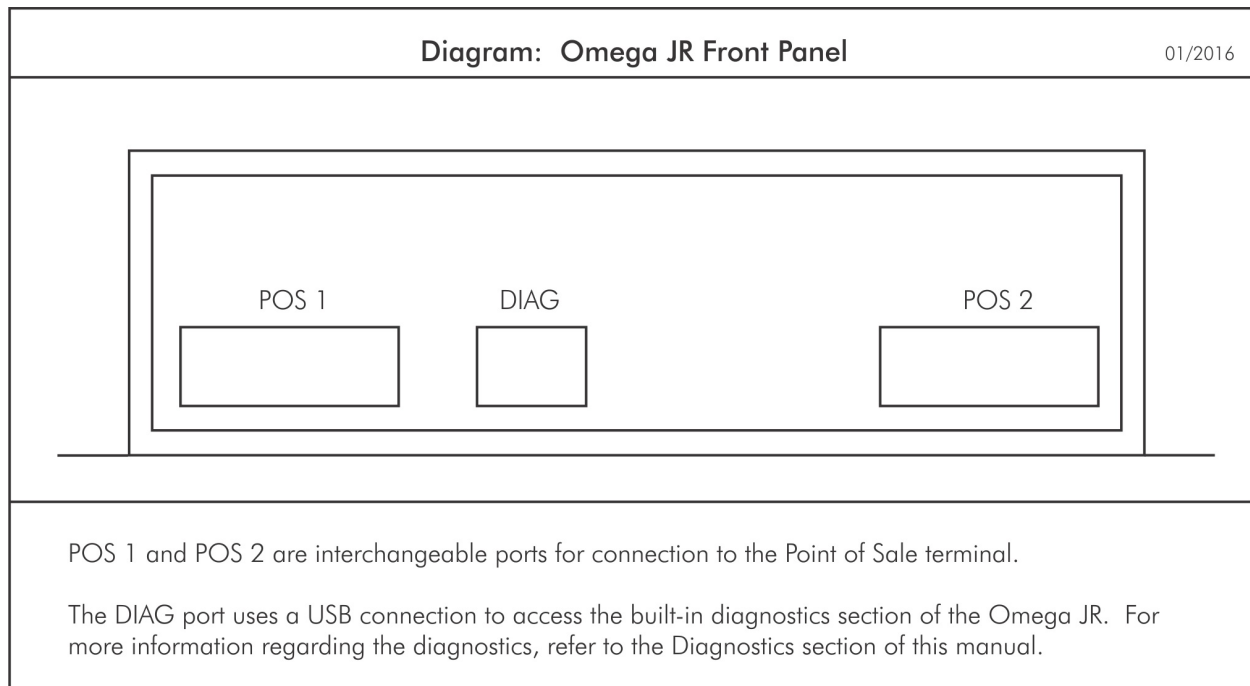 Diagram:  Omega JR Front Panel
01/2016
POS 1
DIAG
POS 2
POS 1 and POS 2 are interchangeable ports for connection to the Point of Sale terminal.
The DIAG port uses a USB connection to access the built-in diagnostics section of the Omega JR.  For
more information regarding the diagnostics, refer to the Diagnostics section of this manual.